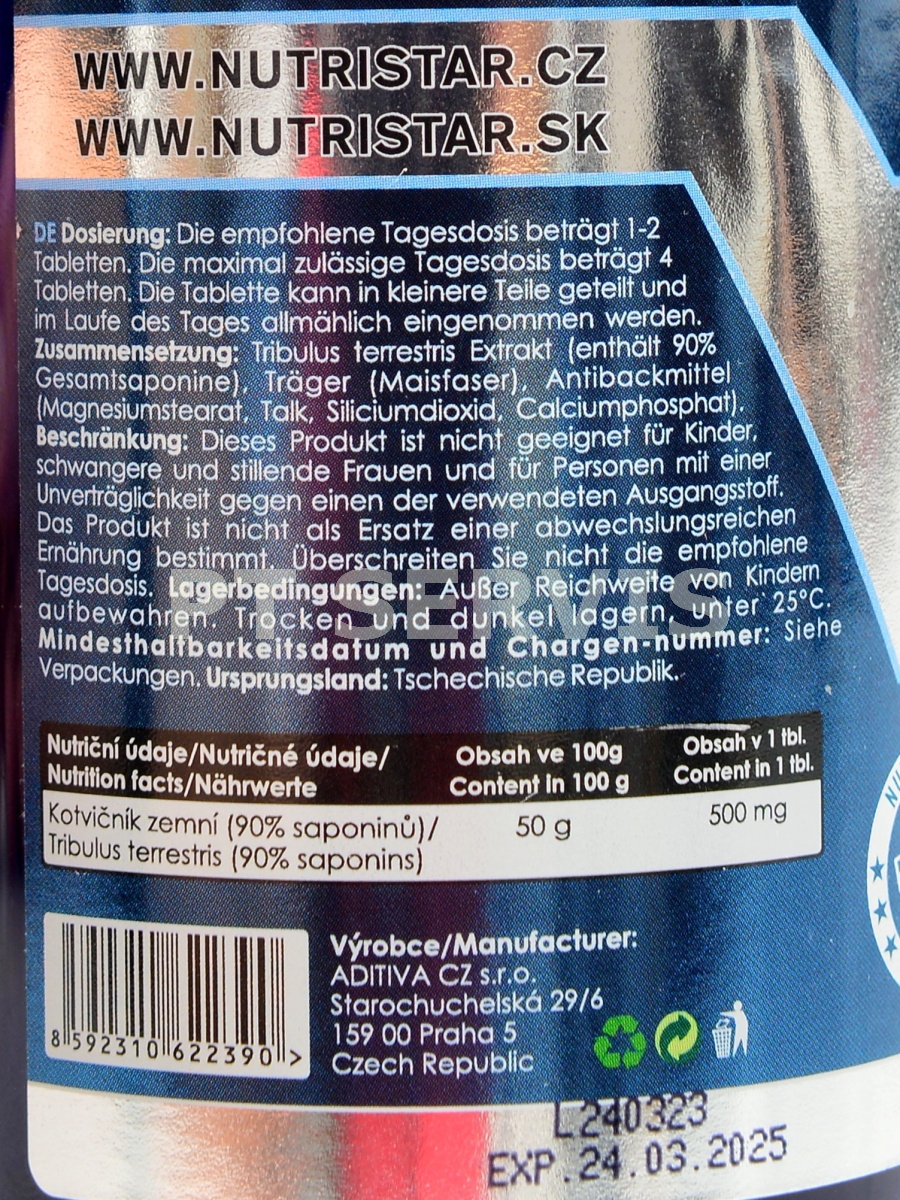 WWW.NUTRISTAR.CZ
WWW.NUTRISTAR.SK
DE Dosierung: Die empfohlene Tagesdosis beträgt 1-2
Tabletten. Die maximal zulässige Tagesdosis beträgt 4
Tabletten. Die Tablette kann in kleinere Teile geteilt und
im Laufe des Tages allmählich eingenommen werden.
Zusammensetzung: Tribulus terrestris Extrakt (enthält 90%
Gesamtsaponine), Träger (Maisfaser), Antibackmittel
(Magnesiumstearat, Talk, Siliciumdioxid, Calciumphosphat).
Beschränkung: Dieses Produkt ist nicht geeignet für Kinder,
schwangere und stillende Frauen und für Personen mit einer
Unverträglichkeit gegen einen der verwendeten Ausgangsstoff.
Das Produkt ist nicht als Ersatz einer abwechslungsreichen
Ernährung bestimmt. Überschreiten Sie nicht die empfohlene
Tagesdosis. Lagerbedingungen: Außer Reichweite von Kindern
aufbewahren. Trocken und dunkel lagern, unter 25°C.
PT SERVES
Mindesthaltbarkeitsdatum und Chargen-nummer: Siehe
Verpackungen. Ursprungsland: Tschechische Republik.
Nutriční údaje/Nutričné údaje/ Obsah ve 100g Obsah v 1 tbl.
Nutrition facts/Nährwerte Content in 100 g Content in 1 tbl.
Kotvičník zemní (90% saponinů)/ 50 g 500 mg
Tribulus terrestris (90% saponins)
Výrobce/Manufacturer:
ADITIVA CZ s.r.o.
Starochuchelská 29/6
159 00 Praha 5
Czech Republic
8 592310 622390 >
L240323
EXP.24.03.2025